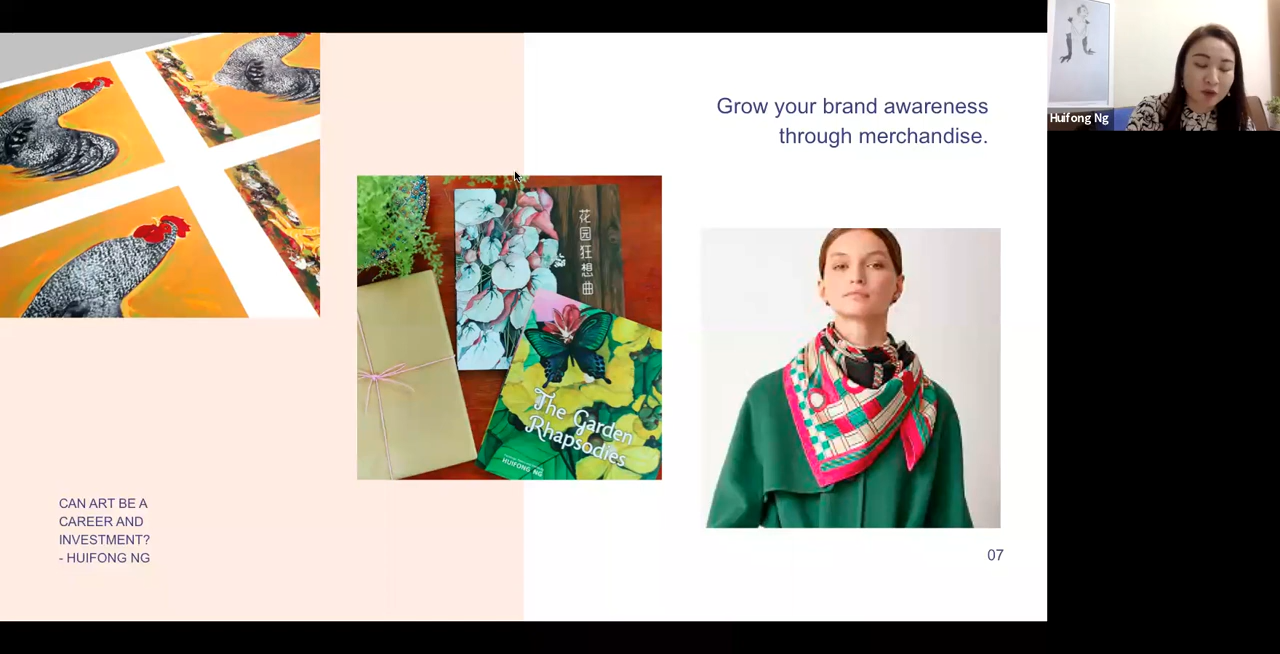 Grow your brand awareness
through merchandise.
Huifong Ng
花园狂想曲
The Garden
Rhapsodies
HUIFONG NG
CAN ART BE A
CAREER AND
INVESTMENT?
- HUIFONG NG
07